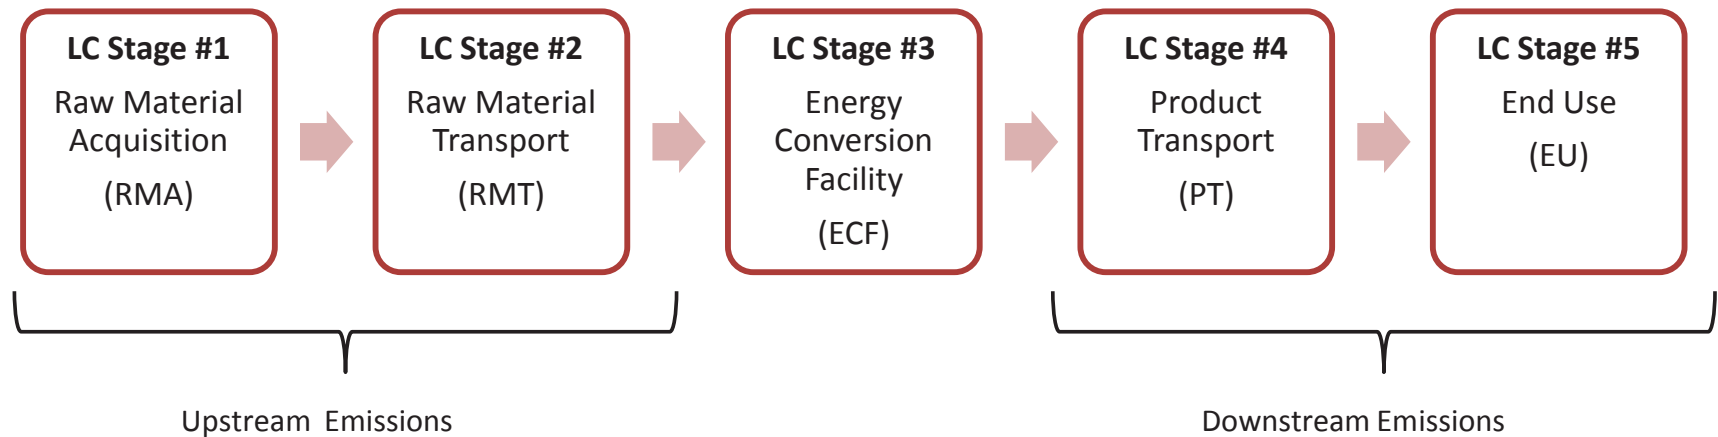 LC Stage #1
Raw Material
Acquisition
(RMA)
LC Stage #2
Raw Material
Transport
(RMT)
LC Stage #3
Energy
Conversion
Facility
(ECF)
LC Stage #4
Product
Transport
(PT)
LC Stage #5
End Use
(EU)
Upstream Emissions
Downstream Emissions